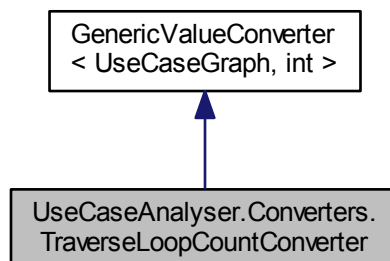 GenericValueConverter
< UseCaseGraph, int >
UseCaseAnalyser.Converters.
TraverseLoopCountConverter